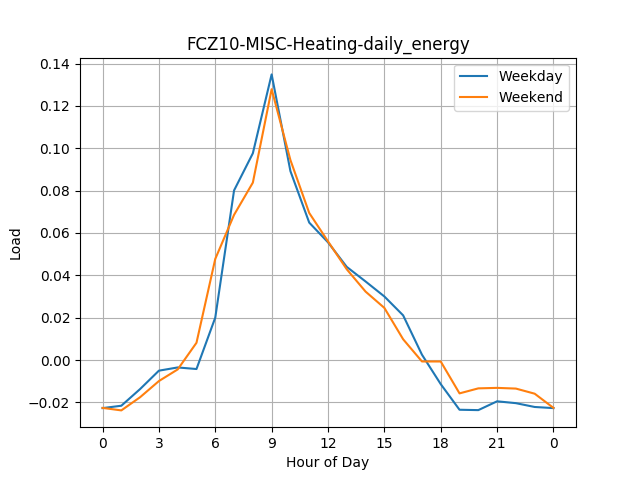 FCZ10-MISC-Heating-daily_energy
Weekday
Weekend
Load
0.14
0.12
0.10
0.08
0.06
0.04
0.02
0.00
−0.02
0 3 6 9 12 15 18 21 0
Hour of Day